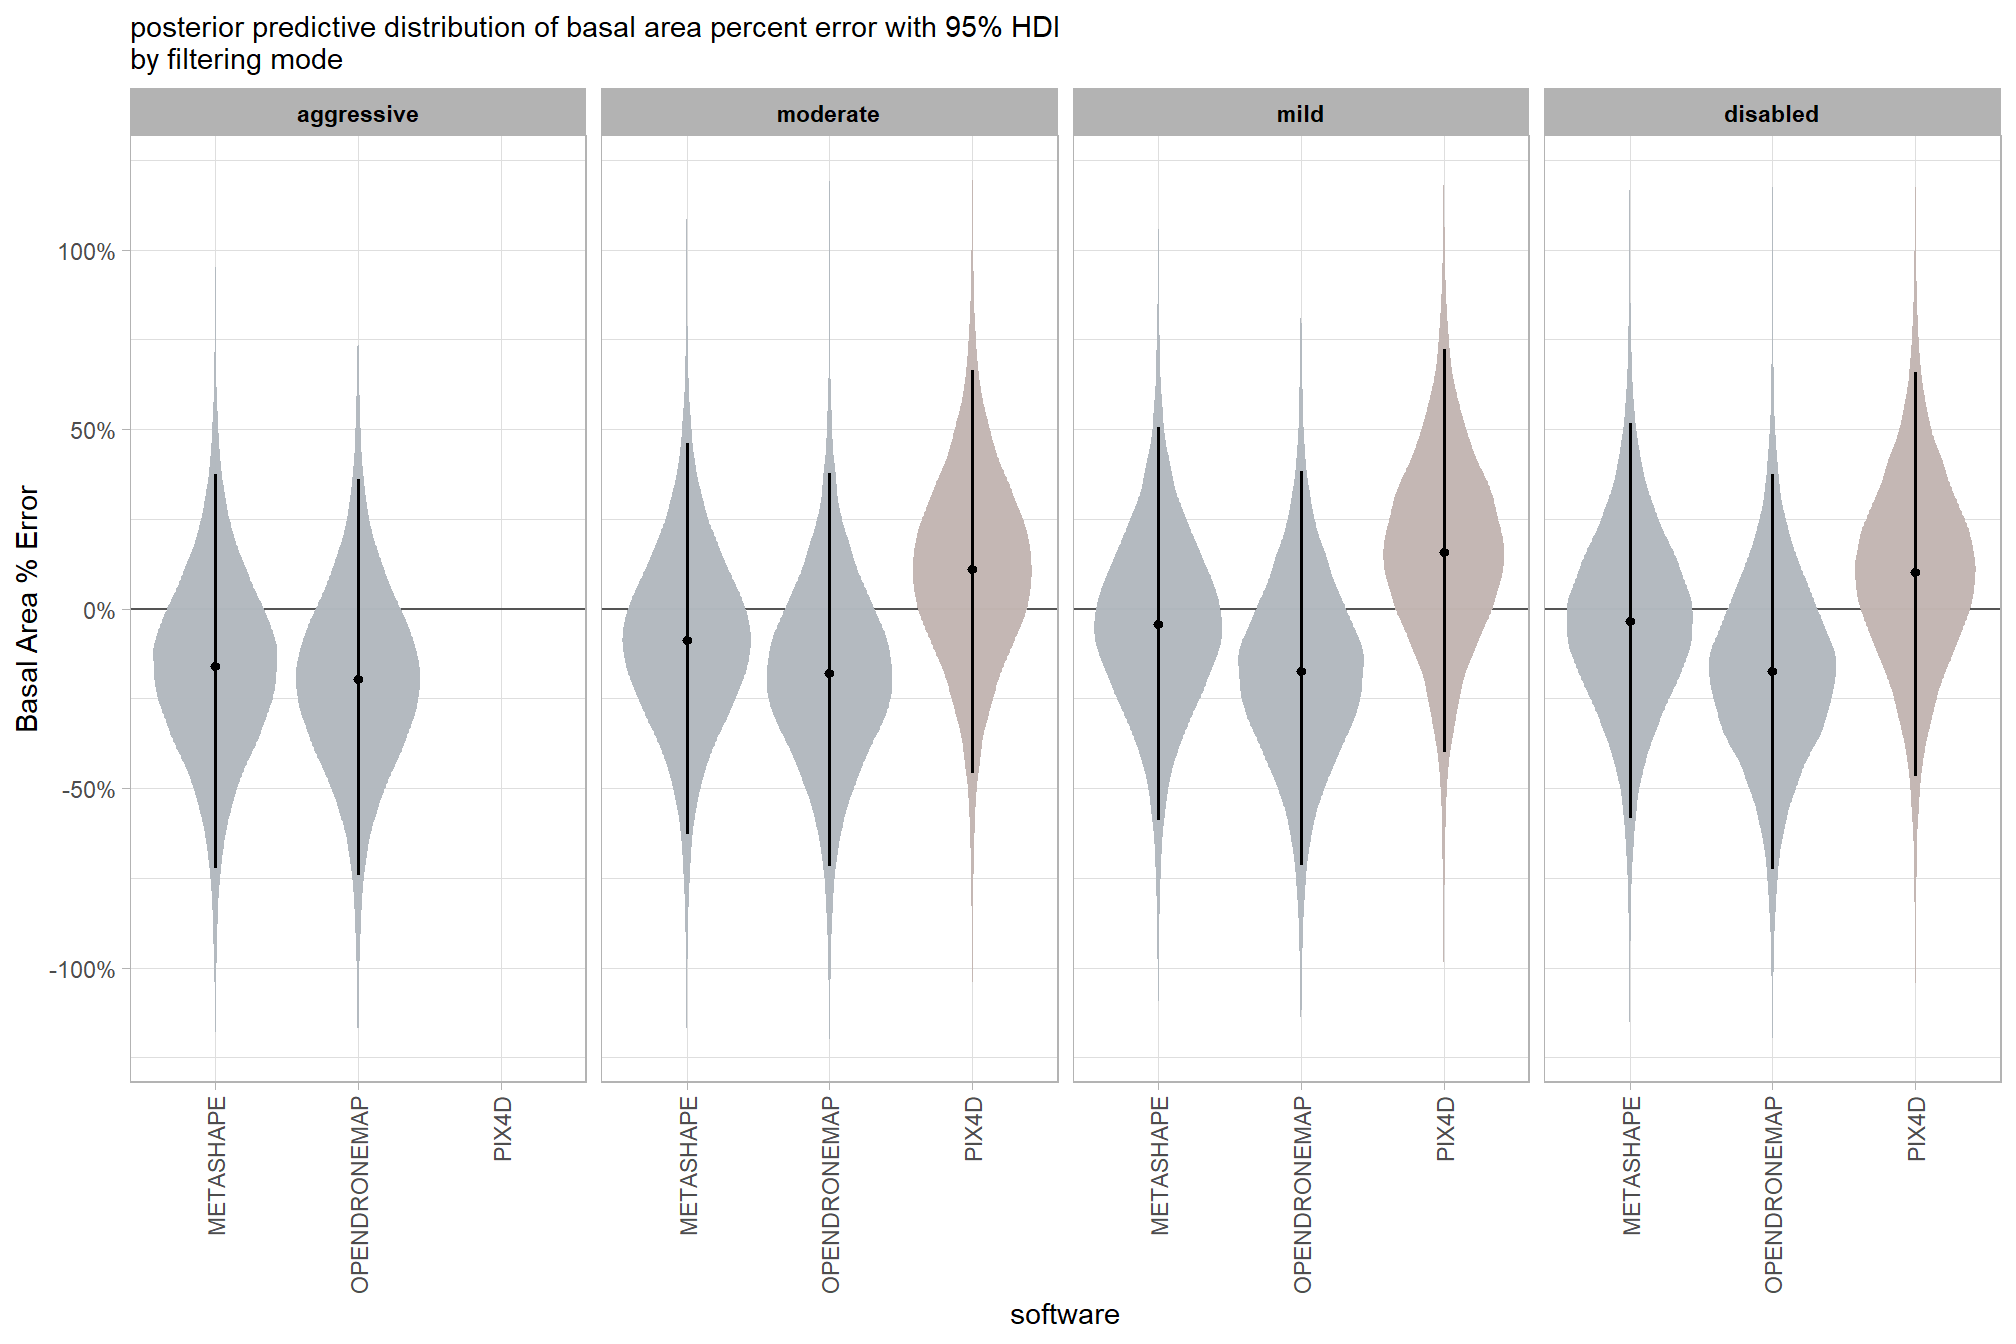 posterior predictive distribution of basal area percent error with 95% HDI
by filtering mode
aggressive
moderate
mild
disabled
Basal Area % Error
100%
50%
0%
-50%
-100%
METASHAPE
OPENDRONEMAP
PIX4D
METASHAPE
OPENDRONEMAP
PIX4D
METASHAPE
OPENDRONEMAP
PIX4D
METASHAPE
OPENDRONEMAP
PIX4D
software